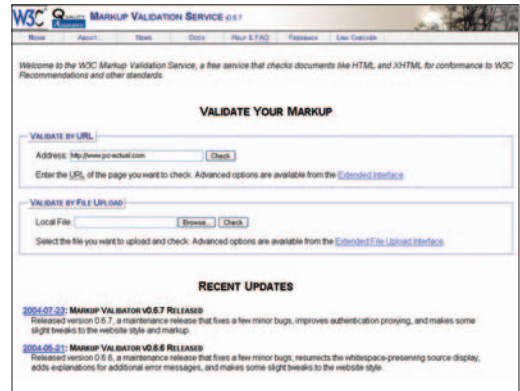 W3C QUALITY ASSURANCE MARKUP VALIDATION SERVICE v0.6.7
HOME ABOUT... NEWS DOCS HELP & FAQ FEEDBACK LINK CHECKER
Welcome to the W3C Markup Validation Service, a free service that checks documents like HTML and XHTML for conformance to W3C
Recommendations and other standards.
VALIDATE YOUR MARKUP
VALIDATE BY URL
Address: http://www.pc-actual.com Check
Enter the URL of the page you want to check. Advanced options are available from the Extended Interface.
VALIDATE BY FILE UPLOAD
Local File: Browse... Check
Select the file you want to upload and check. Advanced options are available from the Extended File Upload Interface.
RECENT UPDATES
2004-07-23: MARKUP VALIDATOR V0.6.7 RELEASED
Released version 0.6.7, a maintenance release that fixes a few minor bugs, improves authentication proxying, and makes some
slight tweaks to the website style and markup.
2004-05-21: MARKUP VALIDATOR V0.6.6 RELEASED
Released version 0.6.6, a maintenance release that fixes a few minor bugs, resurrects the whitespace-preserving source display,
adds explanations for additional error messages, and makes some slight tweaks to the website style.